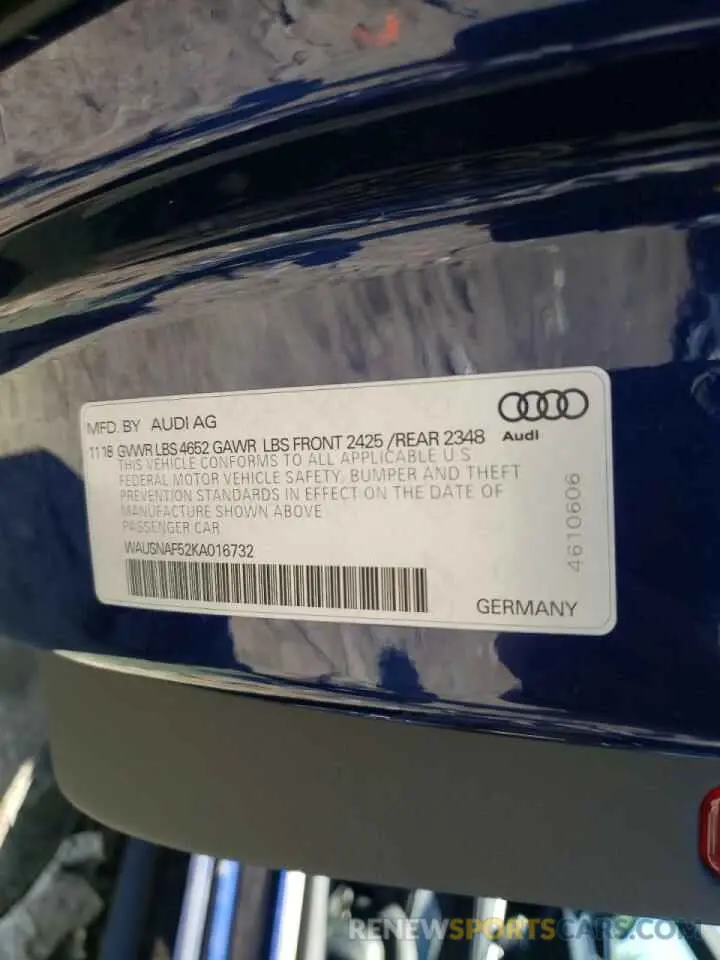 MFD. BY AUDI AG
Audi
11 18 GVWR LBS 4652 GAWR LBS FRONT 2425 /REAR 2348
THIS VEHICLE CONFORMS TO ALL APPLICABLE U.S
FEDERAL MOTOR VEHICLE SAFETY, BUMPER AND THEFT
PREVENTION STANDARDS IN EFFECT ON THE DATE OF
MANUFACTURE SHOWN ABOVE
PASSENGER CAR
WAUSNAF52KA016732
4610606
GERMANY
RENEWSPORTSCARS.COM